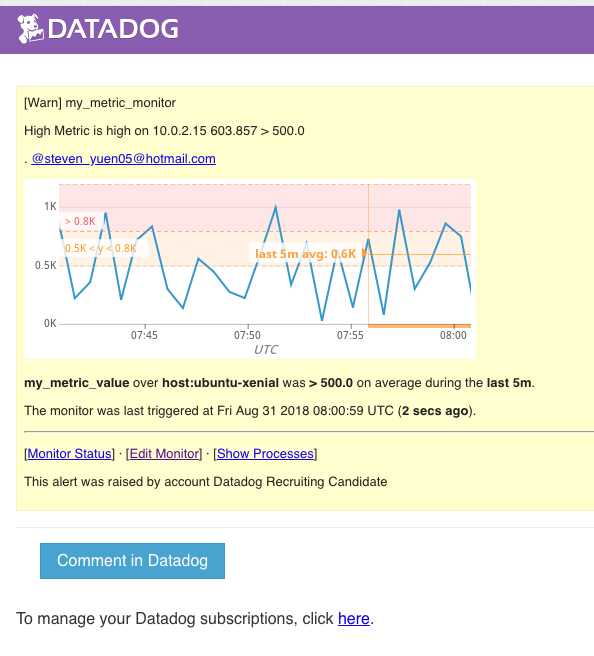 DATADOG
[Warn] my_metric_monitor
High Metric is high on 10.0.2.15 603.857 > 500.0
. @steven_yuen05@hotmail.com
1K
> 0.8K
0.5K < y < 0.8K
last 5m avg: 0.6K
0.5K
0K
07:45 07:50 07:55 08:00
UTC
my_metric_value over host:ubuntu-xenial was > 500.0 on average during the last 5m.
The monitor was last triggered at Fri Aug 31 2018 08:00:59 UTC (2 secs ago).
[Monitor Status] · [Edit Monitor] · [Show Processes]
This alert was raised by account Datadog Recruiting Candidate
Comment in Datadog
To manage your Datadog subscriptions, click here.